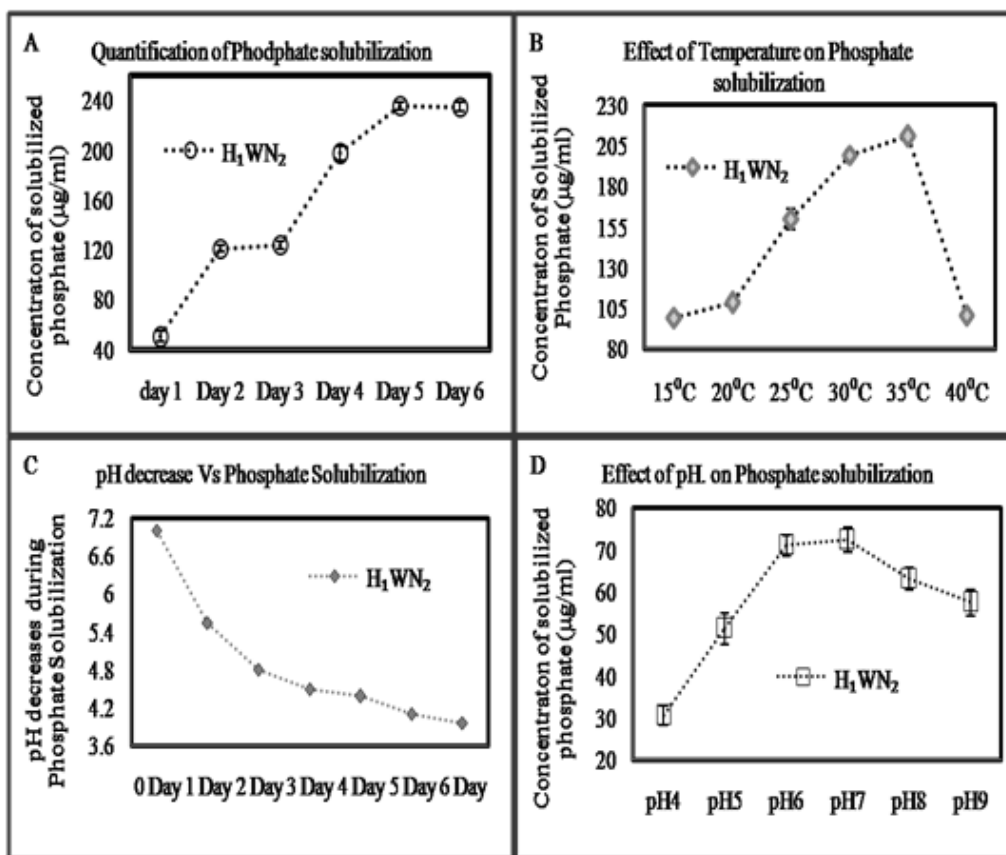 A
Quantification of Phodphate solubilization
Concentraton of solubilized
phosphate (µg/ml)
240
200
160
120
80
40
H₁WN₂
day 1 Day 2 Day 3 Day 4 Day 5 Day 6
B
Effect of Temperature on Phosphate
solubilization
Concentraton of Solubilized
Phosphate (µg/ml)
230
205
180
155
130
105
80
H₁WN₂
15⁰C 20⁰C 25⁰C 30⁰C 35⁰C 40⁰C
C
pH decrease Vs Phosphate Solubilization
pH decreases during
Phosphate Solubilization
7.2
6.6
6
5.4
4.8
4.2
3.6
H₁WN₂
0 Day 1 Day 2 Day 3 Day 4 Day 5 Day 6 Day
D
Effect of pH. on Phosphate solubilization
Concentraton of solubilized
phosphate (µg/ml)
80
70
60
50
40
30
20
H₁WN₂
pH4 pH5 pH6 pH7 pH8 pH9